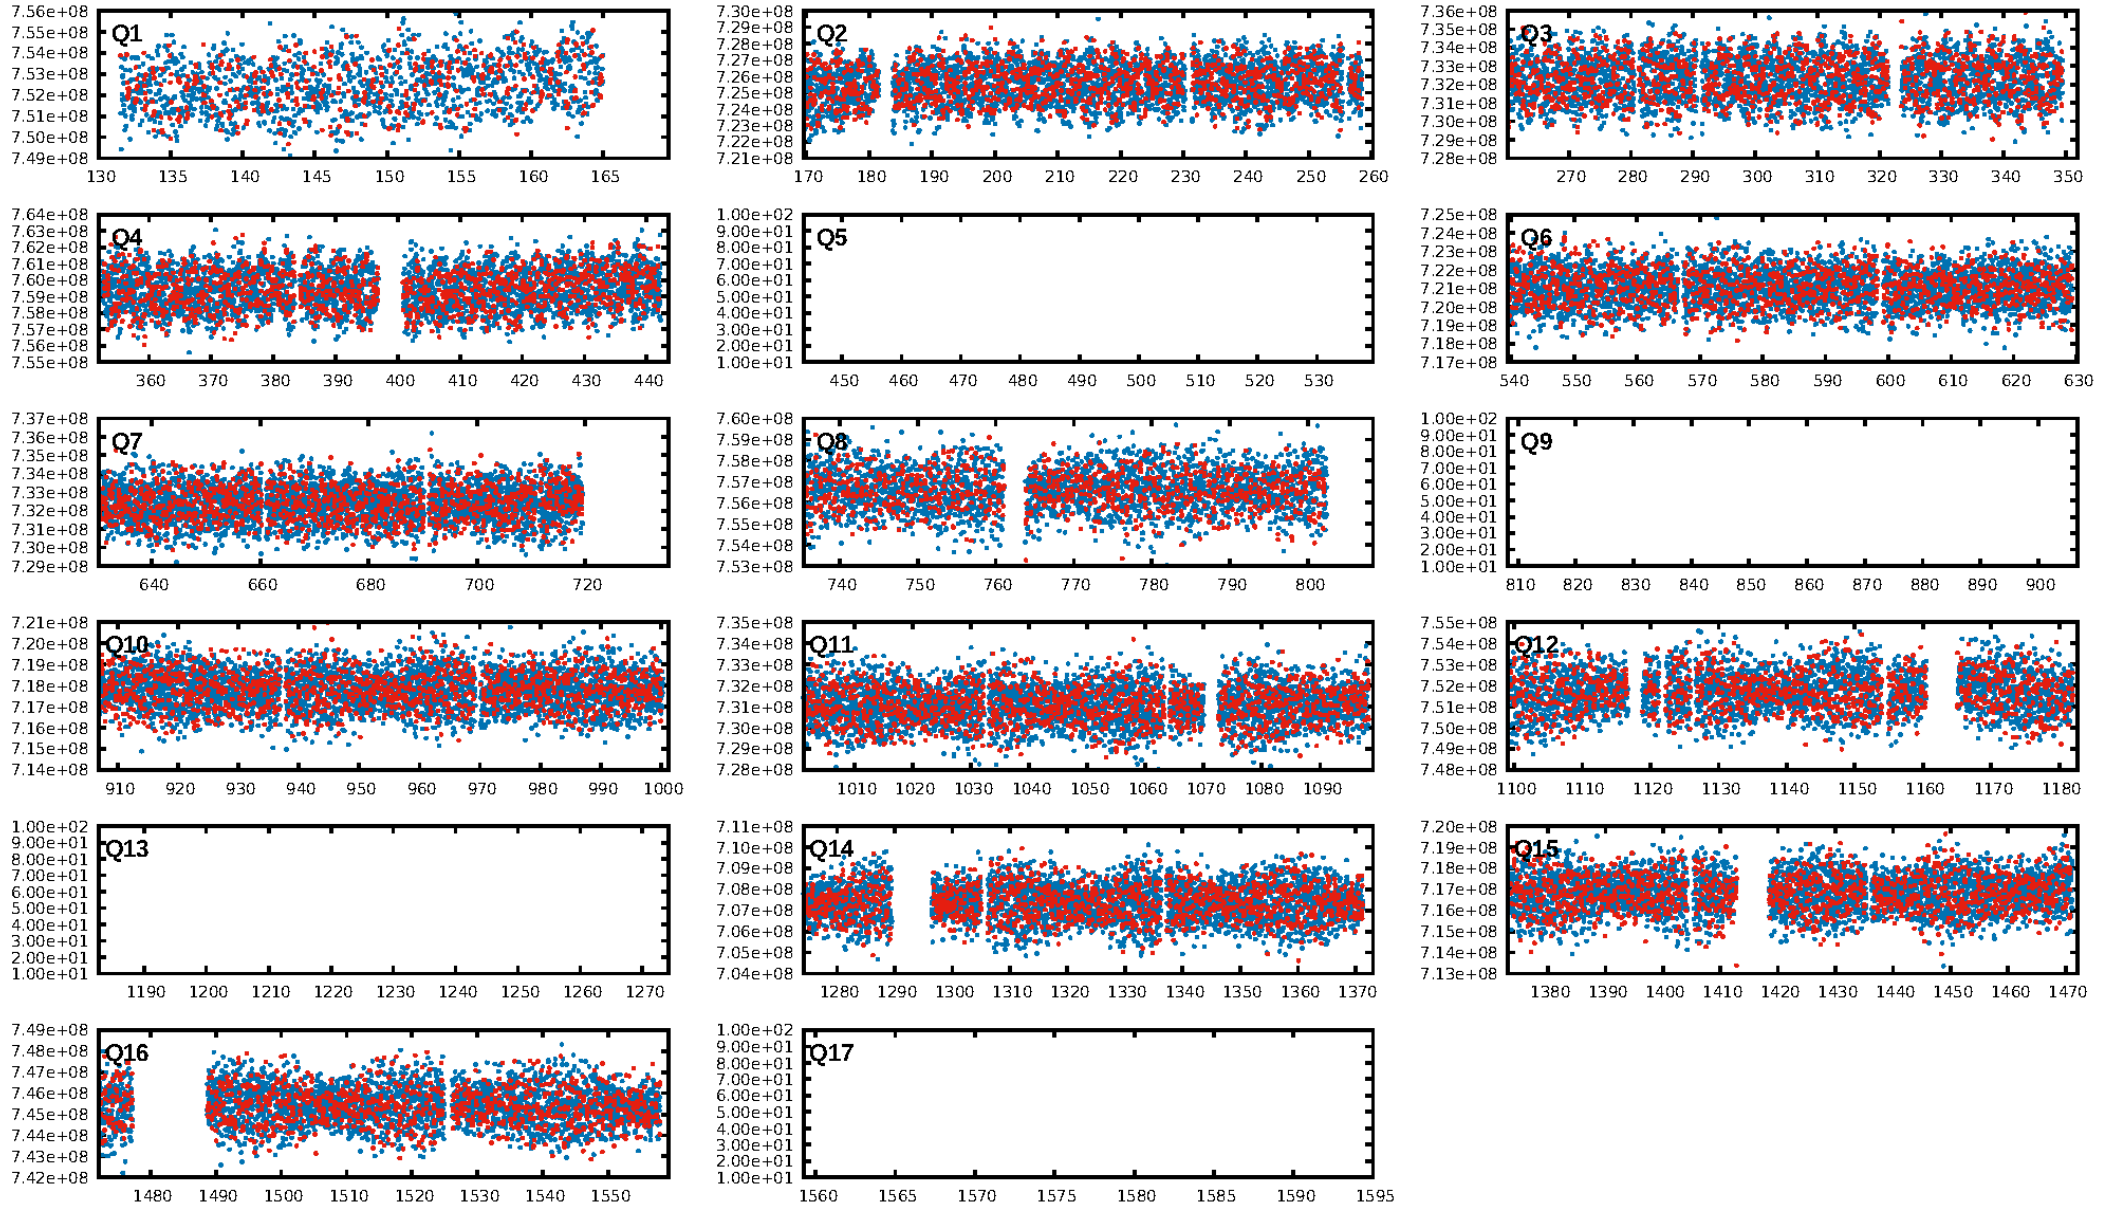 7.56e+08
7.55e+08
7.54e+08
7.53e+08
7.52e+08
7.51e+08
7.50e+08
7.49e+08
Q1
130 135 140 145 150 155 160 165
7.30e+08
7.29e+08
7.28e+08
7.27e+08
7.26e+08
7.25e+08
7.24e+08
7.23e+08
7.22e+08
7.21e+08
Q2
170 180 190 200 210 220 230 240 250 260
7.36e+08
7.35e+08
7.34e+08
7.33e+08
7.32e+08
7.31e+08
7.30e+08
7.29e+08
7.28e+08
Q3
270 280 290 300 310 320 330 340 350
7.64e+08
7.63e+08
7.62e+08
7.61e+08
7.60e+08
7.59e+08
7.58e+08
7.57e+08
7.56e+08
7.55e+08
Q4
360 370 380 390 400 410 420 430 440
1.00e+02
9.00e+01
8.00e+01
7.00e+01
6.00e+01
5.00e+01
4.00e+01
3.00e+01
2.00e+01
1.00e+01
Q5
450 460 470 480 490 500 510 520 530
7.25e+08
7.24e+08
7.23e+08
7.22e+08
7.21e+08
7.20e+08
7.19e+08
7.18e+08
7.17e+08
Q6
540 550 560 570 580 590 600 610 620 630
7.37e+08
7.36e+08
7.35e+08
7.34e+08
7.33e+08
7.32e+08
7.31e+08
7.30e+08
7.29e+08
Q7
640 660 680 700 720
7.60e+08
7.59e+08
7.58e+08
7.57e+08
7.56e+08
7.55e+08
7.54e+08
7.53e+08
Q8
740 750 760 770 780 790 800
1.00e+02
9.00e+01
8.00e+01
7.00e+01
6.00e+01
5.00e+01
4.00e+01
3.00e+01
2.00e+01
1.00e+01
Q9
810 820 830 840 850 860 870 880 890 900
7.21e+08
7.20e+08
7.19e+08
7.18e+08
7.17e+08
7.16e+08
7.15e+08
7.14e+08
Q10
910 920 930 940 950 960 970 980 990 1000
7.35e+08
7.34e+08
7.33e+08
7.32e+08
7.31e+08
7.30e+08
7.29e+08
7.28e+08
Q11
1010 1020 1030 1040 1050 1060 1070 1080 1090
7.55e+08
7.54e+08
7.53e+08
7.52e+08
7.51e+08
7.50e+08
7.49e+08
7.48e+08
Q12
1100 1110 1120 1130 1140 1150 1160 1170 1180
1.00e+02
9.00e+01
8.00e+01
7.00e+01
6.00e+01
5.00e+01
4.00e+01
3.00e+01
2.00e+01
1.00e+01
Q13
1190 1200 1210 1220 1230 1240 1250 1260 1270
7.11e+08
7.10e+08
7.09e+08
7.08e+08
7.07e+08
7.06e+08
7.05e+08
7.04e+08
Q14
1280 1290 1300 1310 1320 1330 1340 1350 1360 1370
7.20e+08
7.19e+08
7.18e+08
7.17e+08
7.16e+08
7.15e+08
7.14e+08
7.13e+08
Q15
1380 1390 1400 1410 1420 1430 1440 1450 1460 1470
7.49e+08
7.48e+08
7.47e+08
7.46e+08
7.45e+08
7.44e+08
7.43e+08
7.42e+08
Q16
1480 1490 1500 1510 1520 1530 1540 1550
1.00e+02
9.00e+01
8.00e+01
7.00e+01
6.00e+01
5.00e+01
4.00e+01
3.00e+01
2.00e+01
1.00e+01
Q17
1560 1565 1570 1575 1580 1585 1590 1595